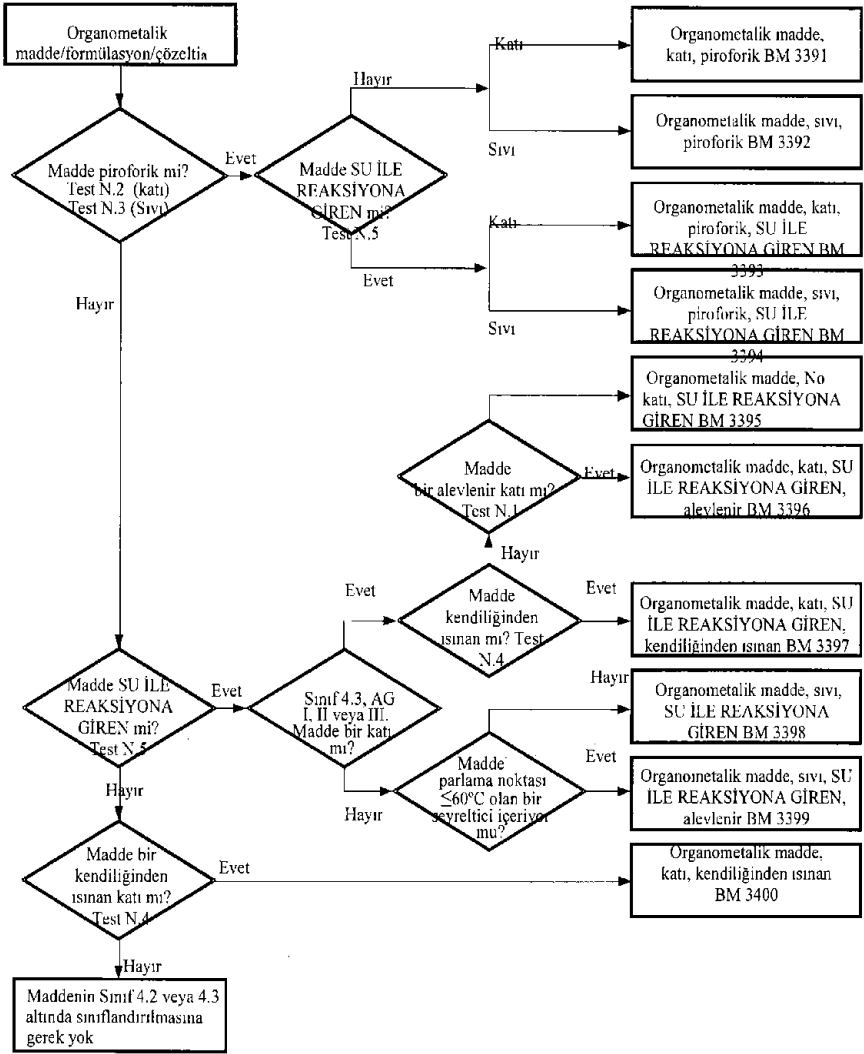 Organometalik
madde/formülasyon/çözeltia
Madde piroforik mi?
Test N.2 (katı)
Test N.3 (Sıvı)
Evet
Hayır
Madde SU İLE
REAKSİYONA
GİREN mi?
Test N.5
Hayır
Evet
Katı
Organometalik madde,
katı, piroforik BM 3391
Sıvı
Organometalik madde, sıvı,
piroforik BM 3392
Katı
Organometalik madde, katı,
piroforik, SU İLE
REAKSİYONA GİREN BM
3393
Sıvı
Organometalik madde, sıvı,
piroforik, SU İLE
REAKSİYONA GİREN BM
3394
Organometalik madde, No
katı, SU İLE REAKSİYONA
GİREN BM 3395
Madde
bir alevlenir katı mı?
Test N.1
Evet
Organometalik madde, katı, SU
İLE REAKSİYONA GİREN,
alevlenir BM 3396
Hayır
Evet
Madde
kendiliğinden
ısınan mı? Test
N.4
Evet
Organometalik madde, katı, SU
İLE REAKSİYONA GİREN,
kendiliğinden ısınan BM 3397
Madde SU İLE
REAKSİYONA
GİREN mi?
Test N.5
Evet
Hayır
Sınıf 4.3, AG
I, II veya III.
Madde bir katı
mı?
Hayır
Hayır
Organometalik madde, sıvı,
SU İLE REAKSİYONA
GİREN BM 3398
Madde
parlama noktası
≤60ºC olan bir
seyreltici içeriyor
mu?
Evet
Organometalik madde, sıvı, SU
İLE REAKSİYONA GİREN,
alevlenir BM 3399
Madde bir
kendiliğinden
ısınan katı mı?
Test N.4
Evet
Organometalik madde,
katı, kendiliğinden ısınan
BM 3400
Hayır
Maddenin Sınıf 4.2 veya 4.3
altında sınıflandırılmasına
gerek yok